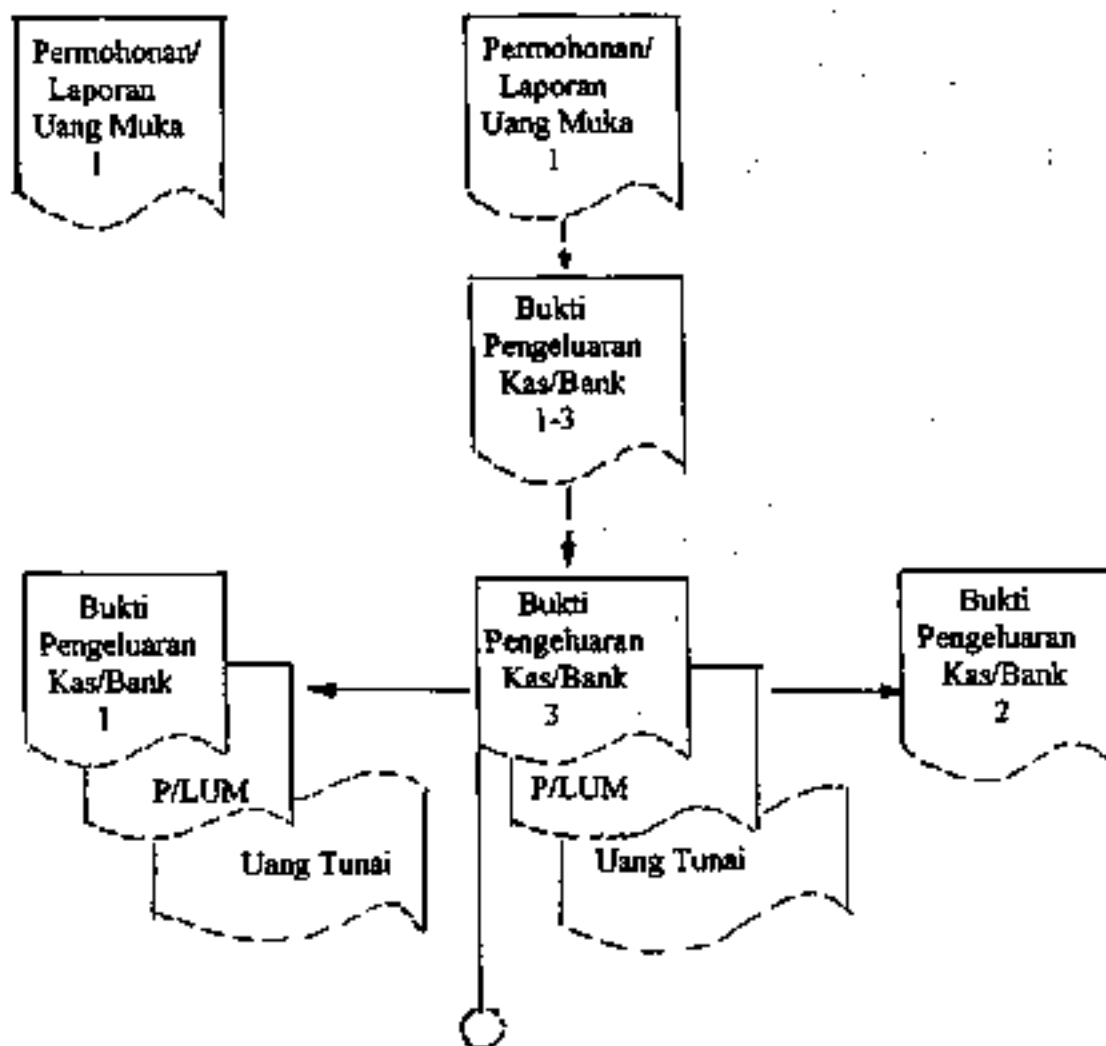 Permohonan/
Laporan
Uang Muka
1
Permohonan/
Laporan
Uang Muka
1
Bukti
Pengeluaran
Kas/Bank
1-3
Bukti
Pengeluaran
Kas/Bank
1
P/LUM
Uang Tunai
Bukti
Pengeluaran
Kas/Bank
3
P/LUM
Uang Tunai
Bukti
Pengeluaran
Kas/Bank
2